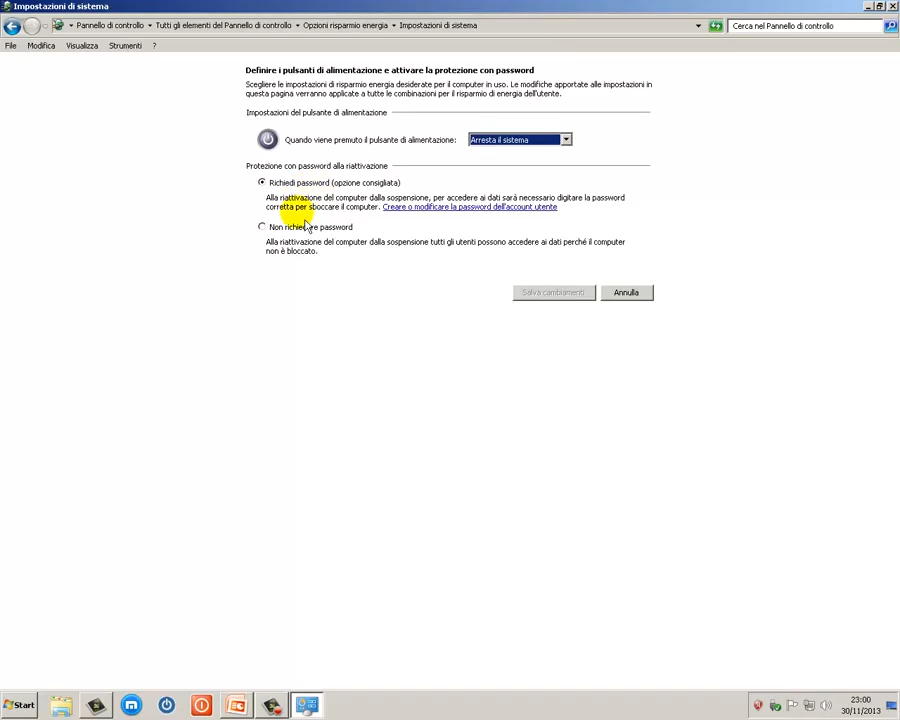 Impostazioni di sistema
Pannello di controllo ▾ Tutti gli elementi del Pannello di controllo ▾ Opzioni risparmio energia ▾ Impostazioni di sistema
Cerca nel Pannello di controllo
File Modifica Visualizza Strumenti ?
Definire i pulsanti di alimentazione e attivare la protezione con password
Scegliere le impostazioni di risparmio energia desiderate per il computer in uso. Le modifiche apportate alle impostazioni in
questa pagina verranno applicate a tutte le combinazioni per il risparmio di energia dell'utente.
Impostazioni del pulsante di alimentazione
Quando viene premuto il pulsante di alimentazione: Arresta il sistema
Protezione con password alla riattivazione
Richiedi password (opzione consigliata)
Alla riattivazione del computer dalla sospensione, per accedere ai dati sarà necessario digitare la password
corretta per sboccare il computer. Creare o modificare la password dell'account utente
Non richiedere password
Alla riattivazione del computer dalla sospensione tutti gli utenti possono accedere ai dati perché il computer
non è bloccato.
Salva cambiamenti Annulla
Start
23:00
30/11/2013